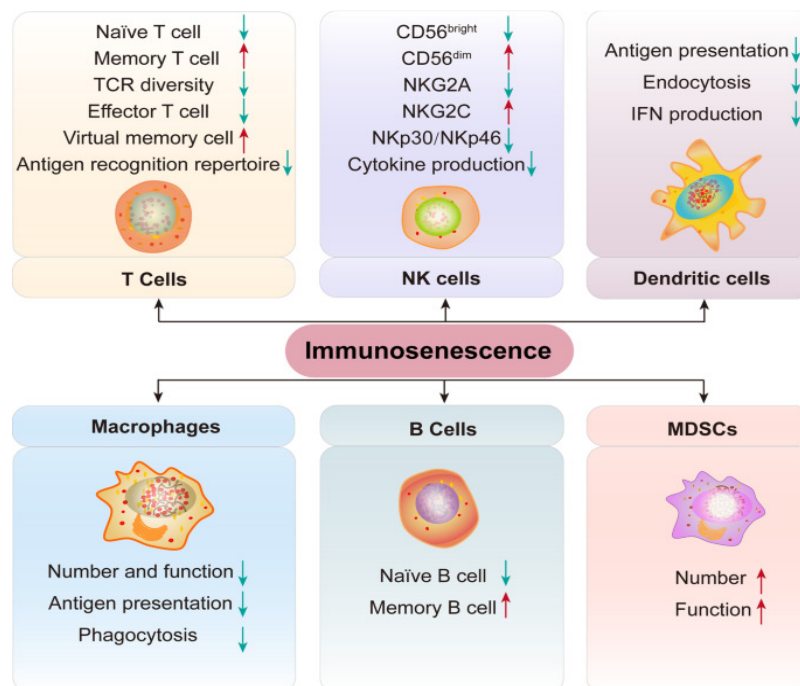 Naïve T cell
Memory T cell
TCR diversity
Effector T cell
Virtual memory cell
Antigen recognition repertoire
T Cells
CD56bright
CD56dim
NKG2A
NKG2C
NKp30/NKp46
Cytokine production
NK cells
Antigen presentation
Endocytosis
IFN production
Dendritic cells
Immunosenescence
Macrophages
Number and function
Antigen presentation
Phagocytosis
B Cells
Naïve B cell
Memory B cell
MDSCs
Number
Function